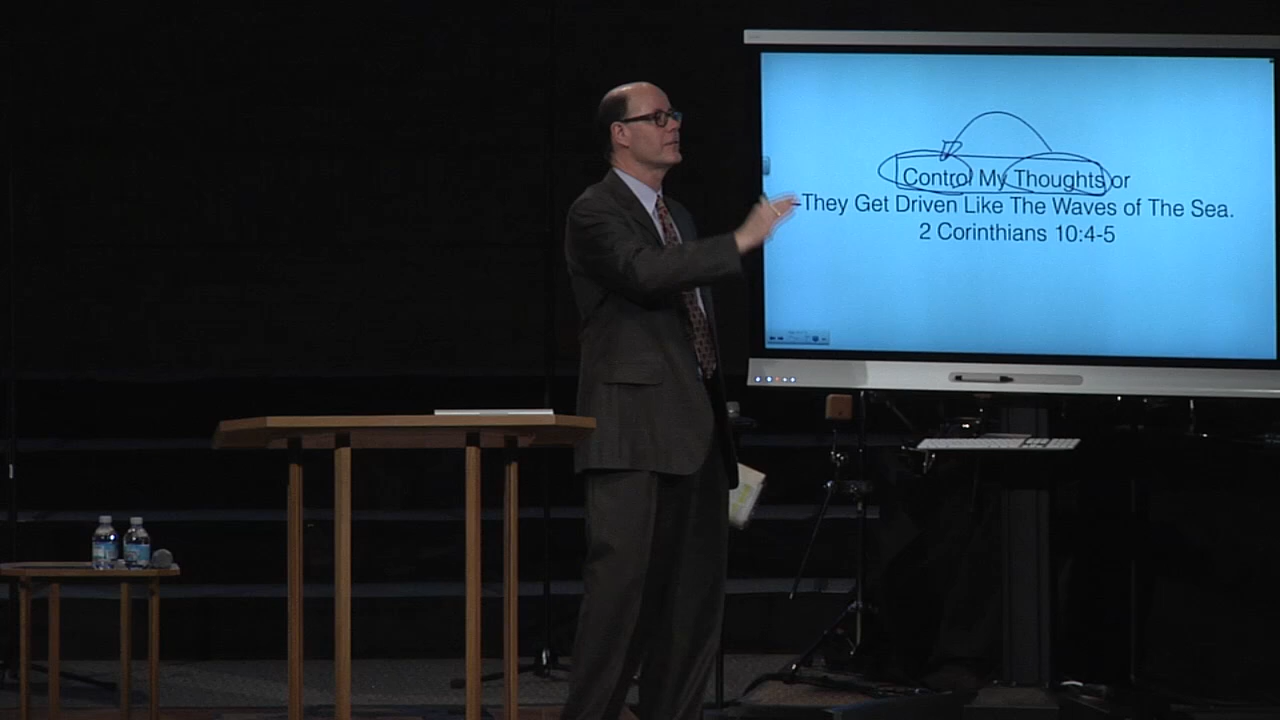 Control My Thoughts or
-They Get Driven Like The Waves of The Sea.
2 Corinthians 10:4-5